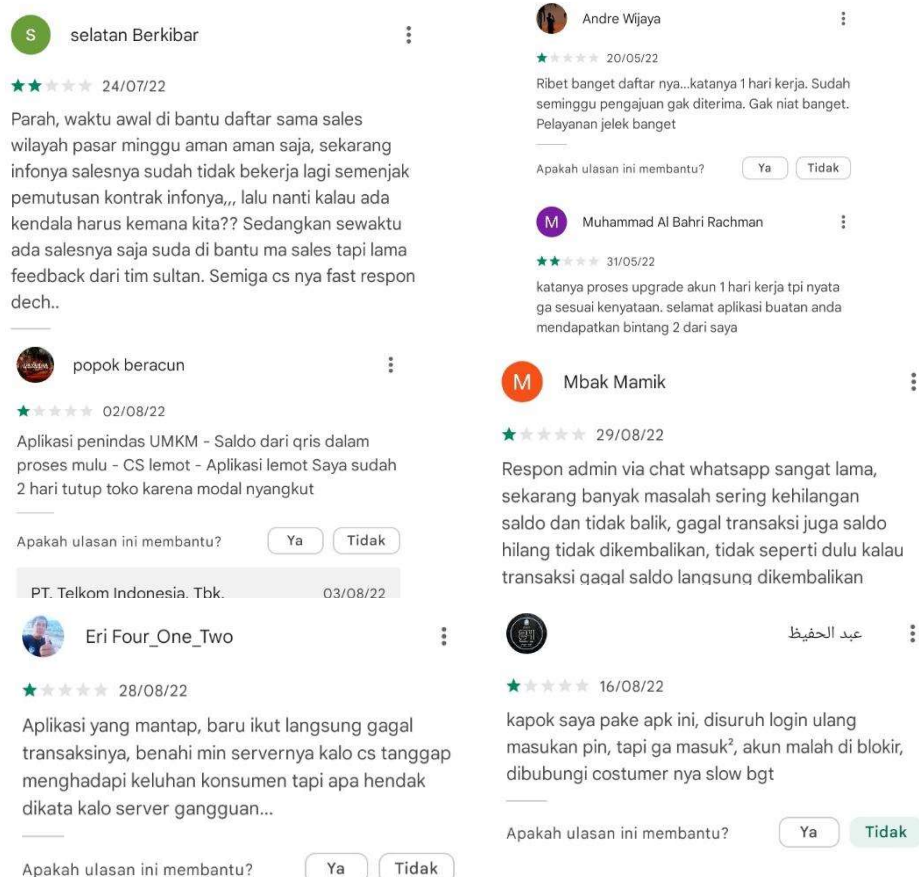 S selatan Berkibar
24/07/22
Parah, waktu awal di bantu daftar sama sales
wilayah pasar minggu aman aman saja, sekarang
infonya salesnya sudah tidak bekerja lagi semenjak
pemutusan kontrak infonya,,, lalu nanti kalau ada
kendala harus kemana kita?? Sedangkan sewaktu
ada salesnya saja suda di bantu ma sales tapi lama
feedback dari tim sultan. Semiga cs nya fast respon
dech..
popok beracun
02/08/22
Aplikasi penindas UMKM - Saldo dari qris dalam
proses mulu - CS lemot - Aplikasi lemot Saya sudah
2 hari tutup toko karena modal nyangkut
Apakah ulasan ini membantu? Ya Tidak
PT. Telkom Indonesia, Tbk. 03/08/22
Eri Four_One_Two
28/08/22
Aplikasi yang mantap, baru ikut langsung gagal
transaksinya, benahi min servernya kalo cs tanggap
menghadapi keluhan konsumen tapi apa hendak
dikata kalo server gangguan...
Apakah ulasan ini membantu? Ya Tidak
Andre Wijaya
20/05/22
Ribet banget daftar nya...katanya 1 hari kerja. Sudah
seminggu pengajuan gak diterima. Gak niat banget.
Pelayanan jelek banget
Apakah ulasan ini membantu? Ya Tidak
M Muhammad Al Bahri Rachman
31/05/22
katanya proses upgrade akun 1 hari kerja tpi nyata
ga sesuai kenyataan. selamat aplikasi buatan anda
mendapatkan bintang 2 dari saya
M Mbak Mamik
29/08/22
Respon admin via chat whatsapp sangat lama,
sekarang banyak masalah sering kehilangan
saldo dan tidak balik, gagal transaksi juga saldo
hilang tidak dikembalikan, tidak seperti dulu kalau
transaksi gagal saldo langsung dikembalikan
عبد الحفيظ
16/08/22
kapok saya pake apk ini, disuruh login ulang
masukan pin, tapi ga masuk², akun malah di blokir,
dibubungi costumer nya slow bgt
Apakah ulasan ini membantu? Ya Tidak